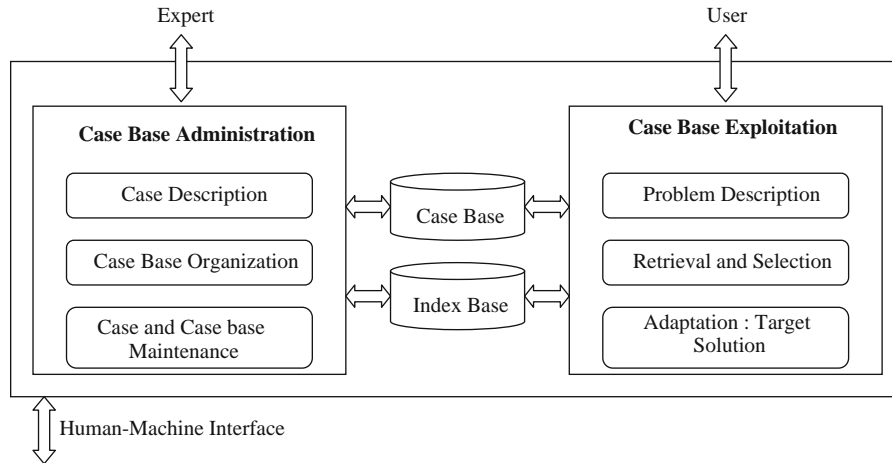 Expert
User
Case Base Administration
Case Description
Case Base Organization
Case and Case base
Maintenance
Case Base
Index Base
Case Base Exploitation
Problem Description
Retrieval and Selection
Adaptation : Target
Solution
Human-Machine Interface